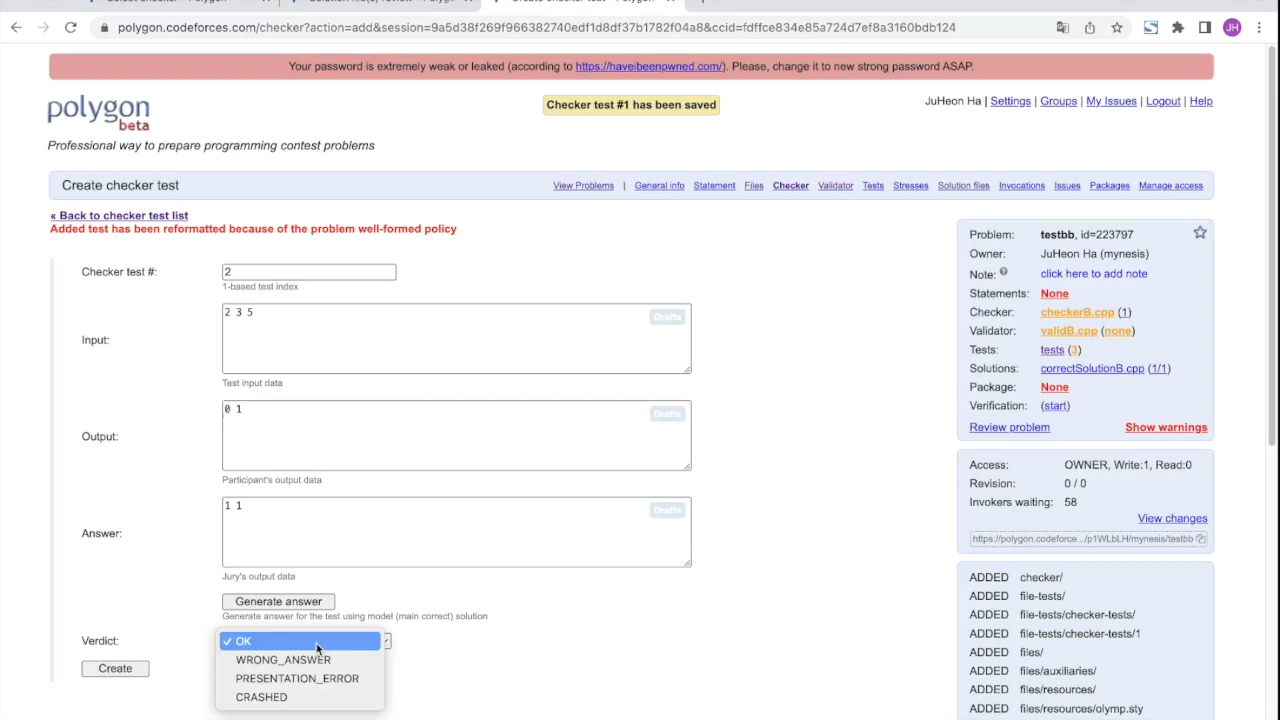 polygon.codeforces.com/checker?action=add&session=9a5d38f269f966382740edf1d8df37b1782f04a8&ccid=fdffce834e85a724d7ef8a3160bdb124
JH
Your password is extremely weak or leaked (according to https://haveibeenpwned.com/). Please, change it to new strong password ASAP.
polygon
beta
Checker test #1 has been saved
JuHeon Ha | Settings | Groups | My Issues | Logout | Help
Professional way to prepare programming contest problems
Create checker test
View Problems | General info Statement Files Checker Validator Tests Stresses Solution files Invocations Issues Packages Manage access
« Back to checker test list
Added test has been reformatted because of the problem well-formed policy
Checker test #: 2
1-based test index
Input:
2 3 5
Drafts
Test input data
Output:
0 1
Drafts
Participant's output data
Answer:
1 1
Drafts
Jury's output data
Generate answer
Generate answer for the test using model (main correct) solution
Verdict:
OK
WRONG_ANSWER
PRESENTATION_ERROR
CRASHED
Create
Problem: testbb, id=223797
Owner: JuHeon Ha (mynesis)
Note: click here to add note
Statements: None
Checker: checkerB.cpp (1)
Validator: validB.cpp (none)
Tests: tests (3)
Solutions: correctSolutionB.cpp (1/1)
Package: None
Verification: (start)
Review problem Show warnings
Access: OWNER, Write:1, Read:0
Revision: 0 / 0
Invokers waiting: 58
View changes
https://polygon.codeforce.../p1WLbLH/mynesis/testbb
ADDED checker/
ADDED file-tests/
ADDED file-tests/checker-tests/
ADDED file-tests/checker-tests/1
ADDED files/
ADDED files/auxiliaries/
ADDED files/resources/
ADDED files/resources/olymp.sty